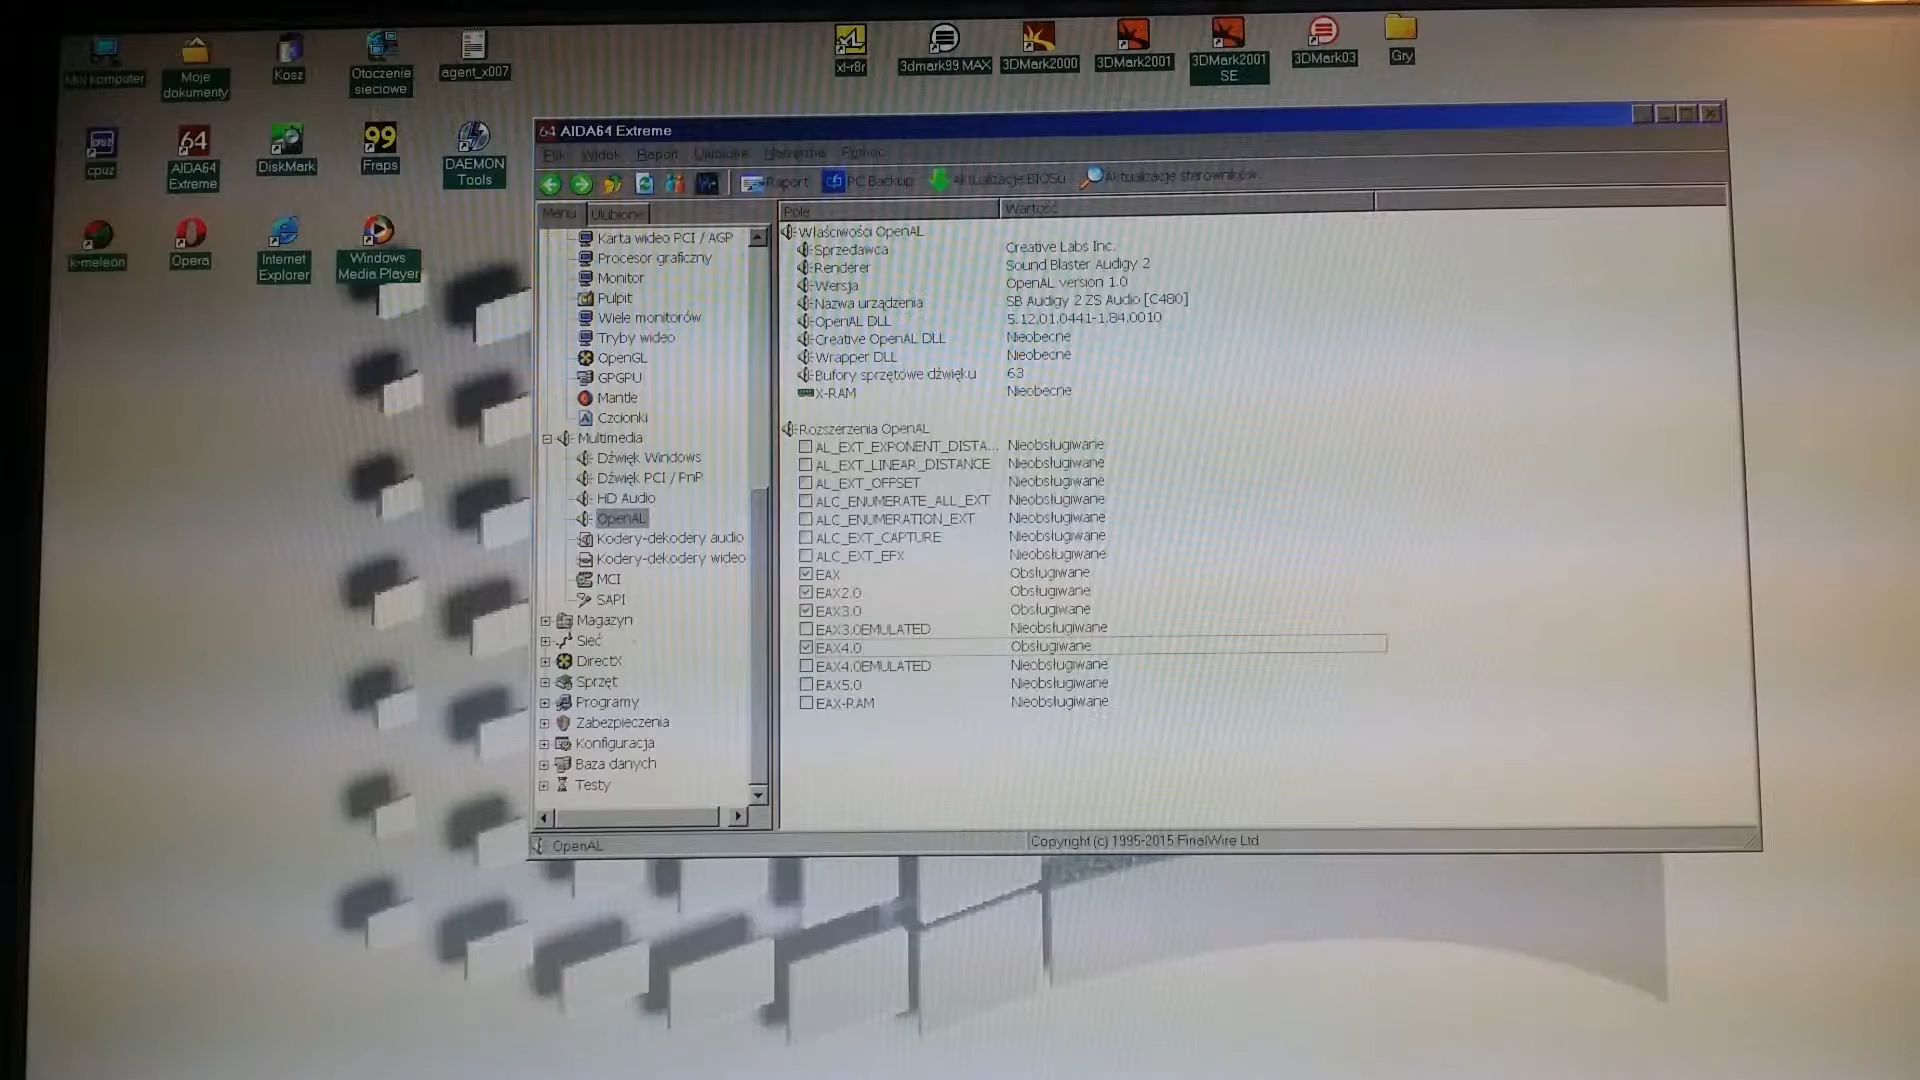 Mój komputer
Moje dokumenty
Kosz
Otoczenie sieciowe
agent_x007
xl-r8r
3dmark99 MAX
3DMark2000
3DMark2001
3DMark2001 SE
3DMark03
Gry
cpuz
AIDA64 Extreme
DiskMark
Fraps
DAEMON Tools
k-meleon
Opera
Internet Explorer
Windows Media Player
64 AIDA64 Extreme
Plik Widok Raport Ulubione Narzędzia Pomoc
Raport PC Backup Aktualizacje BIOSu Aktualizacje sterowników
Menu Ulubione
Karta wideo PCI / AGP
Procesor graficzny
Monitor
Pulpit
Wiele monitorów
Tryby wideo
OpenGL
GPGPU
Mantle
Czcionki
Multimedia
Dźwięk Windows
Dźwięk PCI / PnP
HD Audio
OpenAL
Kodery-dekodery audio
Kodery-dekodery wideo
MCI
SAPI
Magazyn
Sieć
DirectX
Sprzęt
Programy
Zabezpieczenia
Konfiguracja
Baza danych
Testy
Pole Wartość
Właściwości OpenAL
Sprzedawca Creative Labs Inc.
Renderer Sound Blaster Audigy 2
Wersja OpenAL version 1.0
Nazwa urządzenia SB Audigy 2 ZS Audio [C480]
OpenAL DLL 5.12.01.0441-1.84.0010
Creative OpenAL DLL Nieobecne
Wrapper DLL Nieobecne
Bufory sprzętowe dźwięku 63
X-RAM Nieobecne
Rozszerzenia OpenAL
AL_EXT_EXPONENT_DISTA... Nieobsługiwane
AL_EXT_LINEAR_DISTANCE Nieobsługiwane
AL_EXT_OFFSET Nieobsługiwane
ALC_ENUMERATE_ALL_EXT Nieobsługiwane
ALC_ENUMERATION_EXT Nieobsługiwane
ALC_EXT_CAPTURE Nieobsługiwane
ALC_EXT_EFX Nieobsługiwane
EAX Obsługiwane
EAX2.0 Obsługiwane
EAX3.0 Obsługiwane
EAX3.0EMULATED Nieobsługiwane
EAX4.0 Obsługiwane
EAX4.0EMULATED Nieobsługiwane
EAX5.0 Nieobsługiwane
EAX-RAM Nieobsługiwane
OpenAL Copyright (c) 1995-2015 FinalWire Ltd.